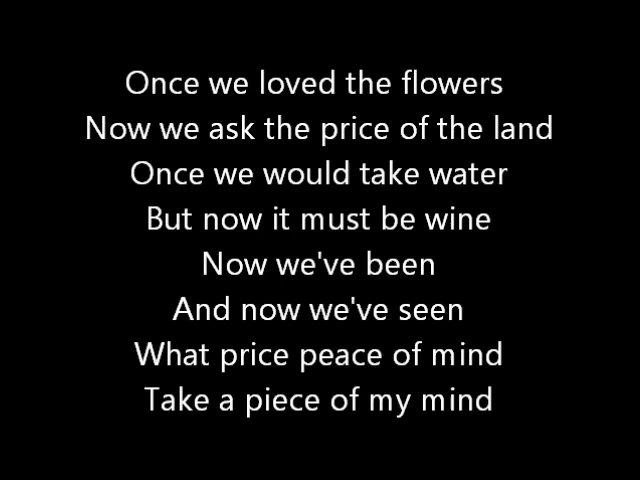 Once we loved the flowers
Now we ask the price of the land
Once we would take water
But now it must be wine
Now we've been
And now we've seen
What price peace of mind
Take a piece of my mind